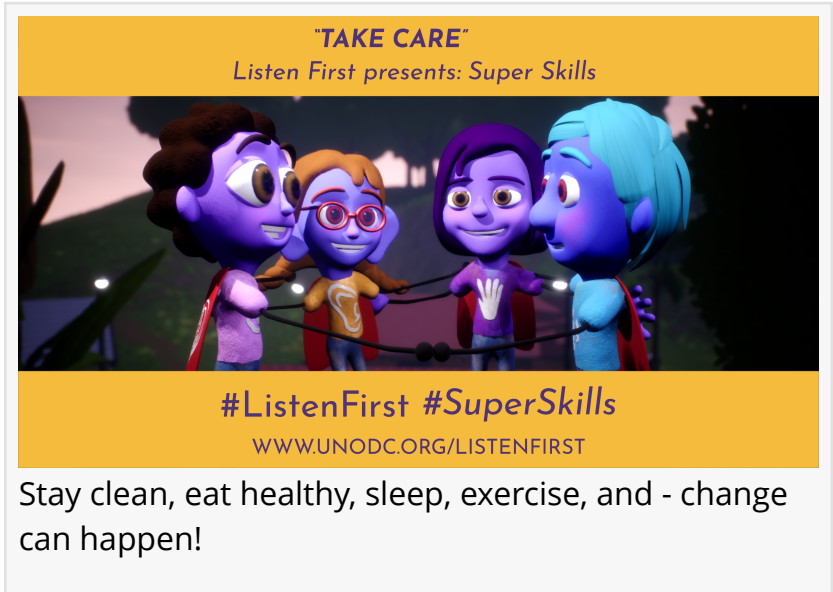 "TAKE CARE"
Listen First presents: Super Skills
#ListenFirst #SuperSkills
WWW.UNODC.ORG/LISTENFIRST
Stay clean, eat healthy, sleep, exercise, and - change
can happen!